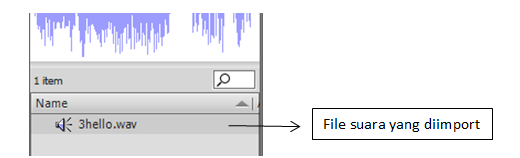 1 item
Name
3hello.wav
File suara yang diimport